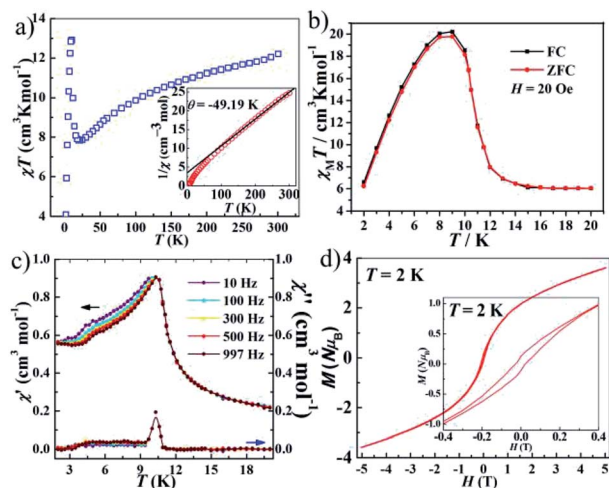 a)
χT (cm³Kmol⁻¹)
13
12
10
8
6
4
0 50 100 150 200 250 300
T (K)
θ = -49.19 K
1/χ (cm⁻³ mol)
25
20
15
10
5
0
0 100 200 300
T (K)
b)
χ_M T / cm³Kmol⁻¹
20
18
16
14
12
10
8
6
4
0 2 4 6 8 10 12 14 16 18 20
T / K
FC
ZFC
H = 20 Oe
c)
χ' (cm³ mol⁻¹)
1.0
0.8
0.6
0.4
0.2
0.0
3 6 9 12 15 18
T (K)
10 Hz
100 Hz
300 Hz
500 Hz
997 Hz
χ'' (cm³ mol⁻¹)
1.0
0.8
0.6
0.4
0.2
0.0
d)
T = 2 K
M (Nμ_B)
4
2
0
-2
-4
-5 -4 -3 -2 -1 0 1 2 3 4 5
H (T)
T = 2 K
M (Nμ_B)
1.0
0.5
0.0
-0.5
-1.0
-0.4 -0.2 0.0 0.2 0.4
H (T)